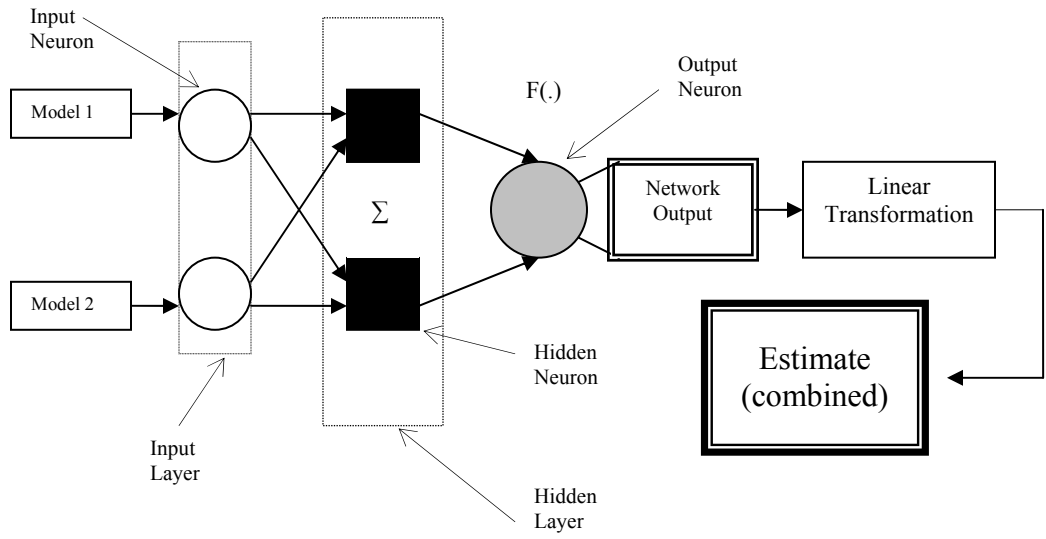 Input
Neuron
Model 1
F(.)
Output
Neuron
Network
Output
Linear
Transformation
Σ
Model 2
Hidden
Neuron
Estimate
(combined)
Input
Layer
Hidden
Layer